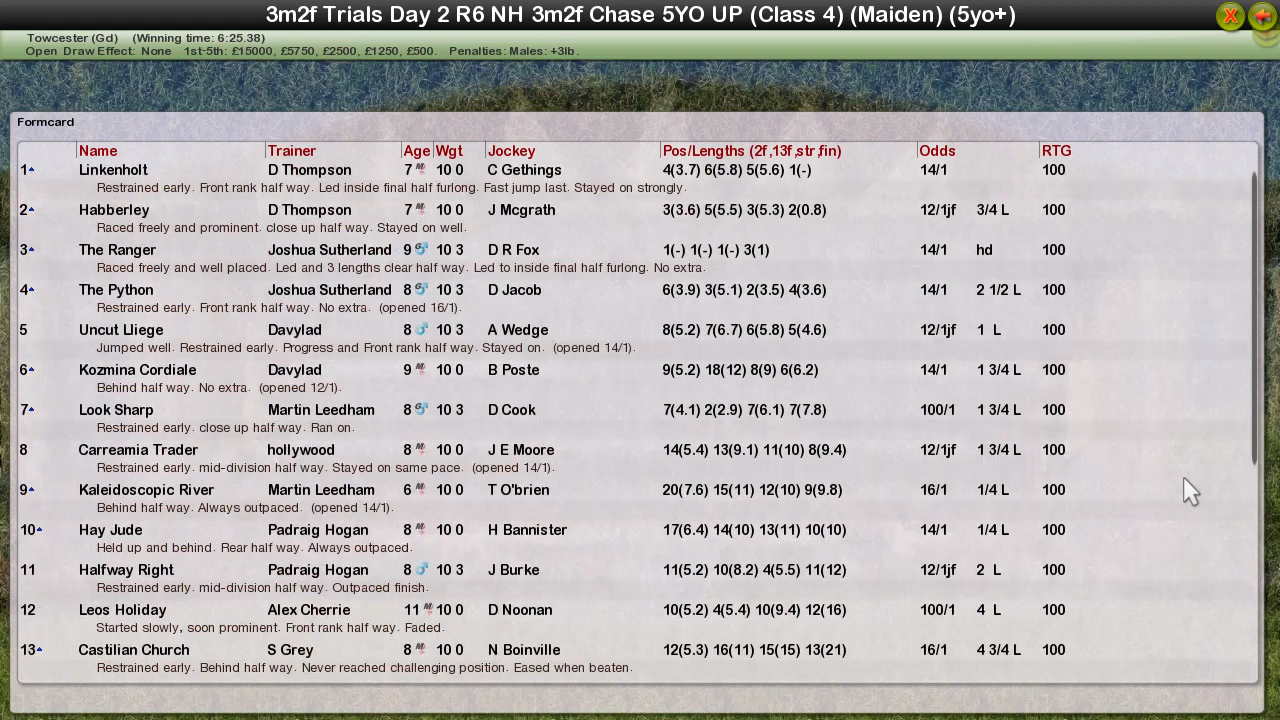 3m2f Trials Day 2 R6 NH 3m2f Chase 5YO UP (Class 4) (Maiden) (5yo+)
Towcester (Gd) (Winning time: 6:25.38)
Open Draw Effect: None 1st-5th: £15000, £5750, £2500, £1250, £500. Penalties: Males: +3lb.
Formcard
Name Trainer Age Wgt Jockey Pos/Lengths (2f,13f,str,fin) Odds RTG
1 Linkenholt D Thompson 7 10 0 C Gethings 4(3.7) 6(5.8) 5(5.6) 1(-) 14/1 100
Restrained early. Front rank half way. Led inside final half furlong. Fast jump last. Stayed on strongly.
2 Habberley D Thompson 7 10 0 J Mcgrath 3(3.6) 5(5.5) 3(5.3) 2(0.8) 12/1jf 3/4 L 100
Raced freely and prominent. close up half way. Stayed on well.
3 The Ranger Joshua Sutherland 9 10 3 D R Fox 1(-) 1(-) 1(-) 3(1) 14/1 hd 100
Raced freely and well placed. Led and 3 lengths clear half way. Led to inside final half furlong. No extra.
4 The Python Joshua Sutherland 8 10 3 D Jacob 6(3.9) 3(5.1) 2(3.5) 4(3.6) 14/1 2 1/2 L 100
Restrained early. Front rank half way. No extra. (opened 16/1).
5 Uncut Lliege Davylad 8 10 3 A Wedge 8(5.2) 7(6.7) 6(5.8) 5(4.6) 12/1jf 1 L 100
Jumped well. Restrained early. Progress and Front rank half way. Stayed on. (opened 14/1).
6 Kozmina Cordiale Davylad 9 10 0 B Poste 9(5.2) 18(12) 8(9) 6(6.2) 14/1 1 3/4 L 100
Behind half way. No extra. (opened 12/1).
7 Look Sharp Martin Leedham 8 10 3 D Cook 7(4.1) 2(2.9) 7(6.1) 7(7.8) 100/1 1 3/4 L 100
Restrained early. close up half way. Ran on.
8 Carreamia Trader hollywood 8 10 0 J E Moore 14(5.4) 13(9.1) 11(10) 8(9.4) 12/1jf 1 3/4 L 100
Restrained early. mid-division half way. Stayed on same pace. (opened 14/1).
9 Kaleidoscopic River Martin Leedham 6 10 0 T O'brien 20(7.6) 15(11) 12(10) 9(9.8) 16/1 1/4 L 100
Behind half way. Always outpaced. (opened 14/1).
10 Hay Jude Padraig Hogan 8 10 0 H Bannister 17(6.4) 14(10) 13(11) 10(10) 14/1 1/4 L 100
Held up and behind. Rear half way. Always outpaced.
11 Halfway Right Padraig Hogan 8 10 3 J Burke 11(5.2) 10(8.2) 4(5.5) 11(12) 12/1jf 2 L 100
Restrained early. mid-division half way. Outpaced finish.
12 Leos Holiday Alex Cherrie 11 10 0 D Noonan 10(5.2) 4(5.4) 10(9.4) 12(16) 100/1 4 L 100
Started slowly, soon prominent. Front rank half way. Faded.
13 Castilian Church S Grey 8 10 0 N Boinville 12(5.3) 16(11) 15(15) 13(21) 16/1 4 3/4 L 100
Restrained early. Behind half way. Never reached challenging position. Eased when beaten.